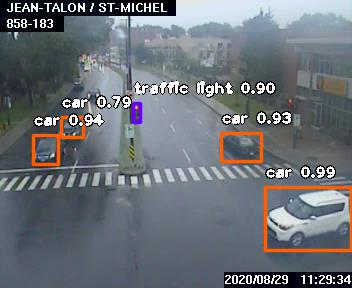 JEAN-TALON / ST-MICHEL
858-183
traffic light 0.90
car 0.79
car 0.94
car 0.93
car 0.99
2020/08/29 11:29:34